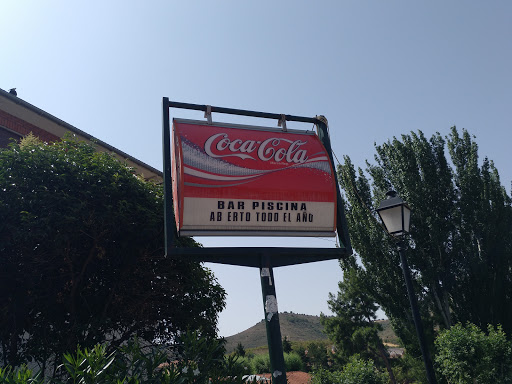 Coca-Cola
BAR PISCINA
AB ERTO TODO EL AÑO